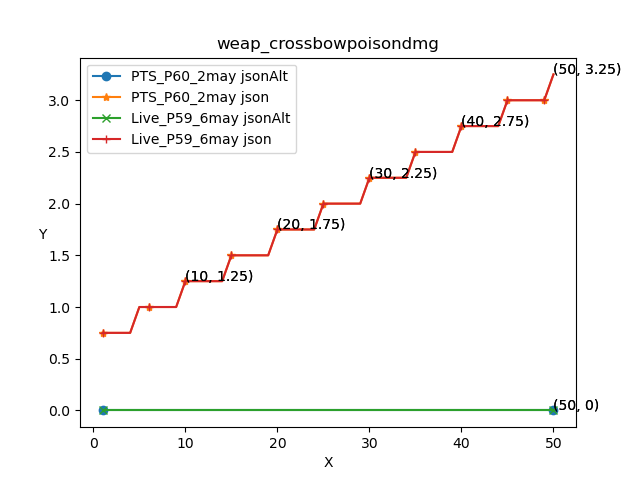 weap_crossbowpoisondmg
PTS_P60_2may jsonAlt
PTS_P60_2may json
Live_P59_6may jsonAlt
Live_P59_6may json
(50, 3.25)
(40, 2.75)
(30, 2.25)
(20, 1.75)
(10, 1.25)
(50, 0)
Y
3.0
2.5
2.0
1.5
1.0
0.5
0.0
0
10
20
30
40
50
X